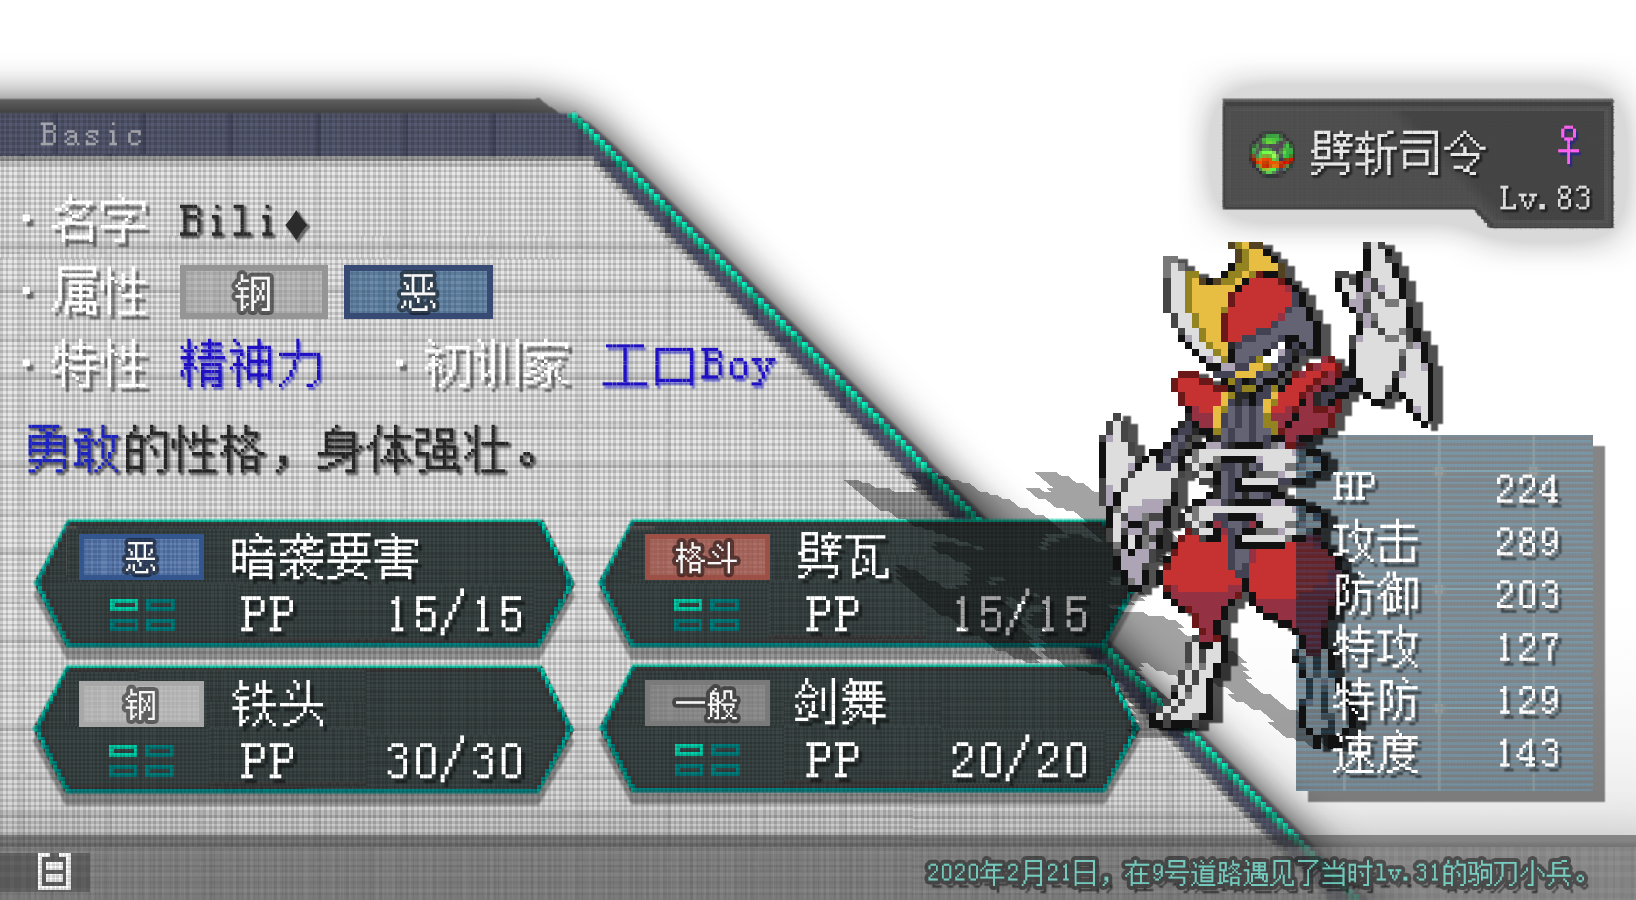 Basic
劈斩司令 ♀
Lv.83
·名字 Bili♦
·属性 钢 恶
·特性 精神力 ·初训家 工口Boy
勇敢的性格，身体强壮。
恶 暗袭要害
PP 15/15
格斗 劈瓦
PP 15/15
钢 铁头
PP 30/30
一般 剑舞
PP 20/20
HP 224
攻击 289
防御 203
特攻 127
特防 129
速度 143
2020年2月21日，在9号道路遇见了当时lv.31的驹刀小兵。